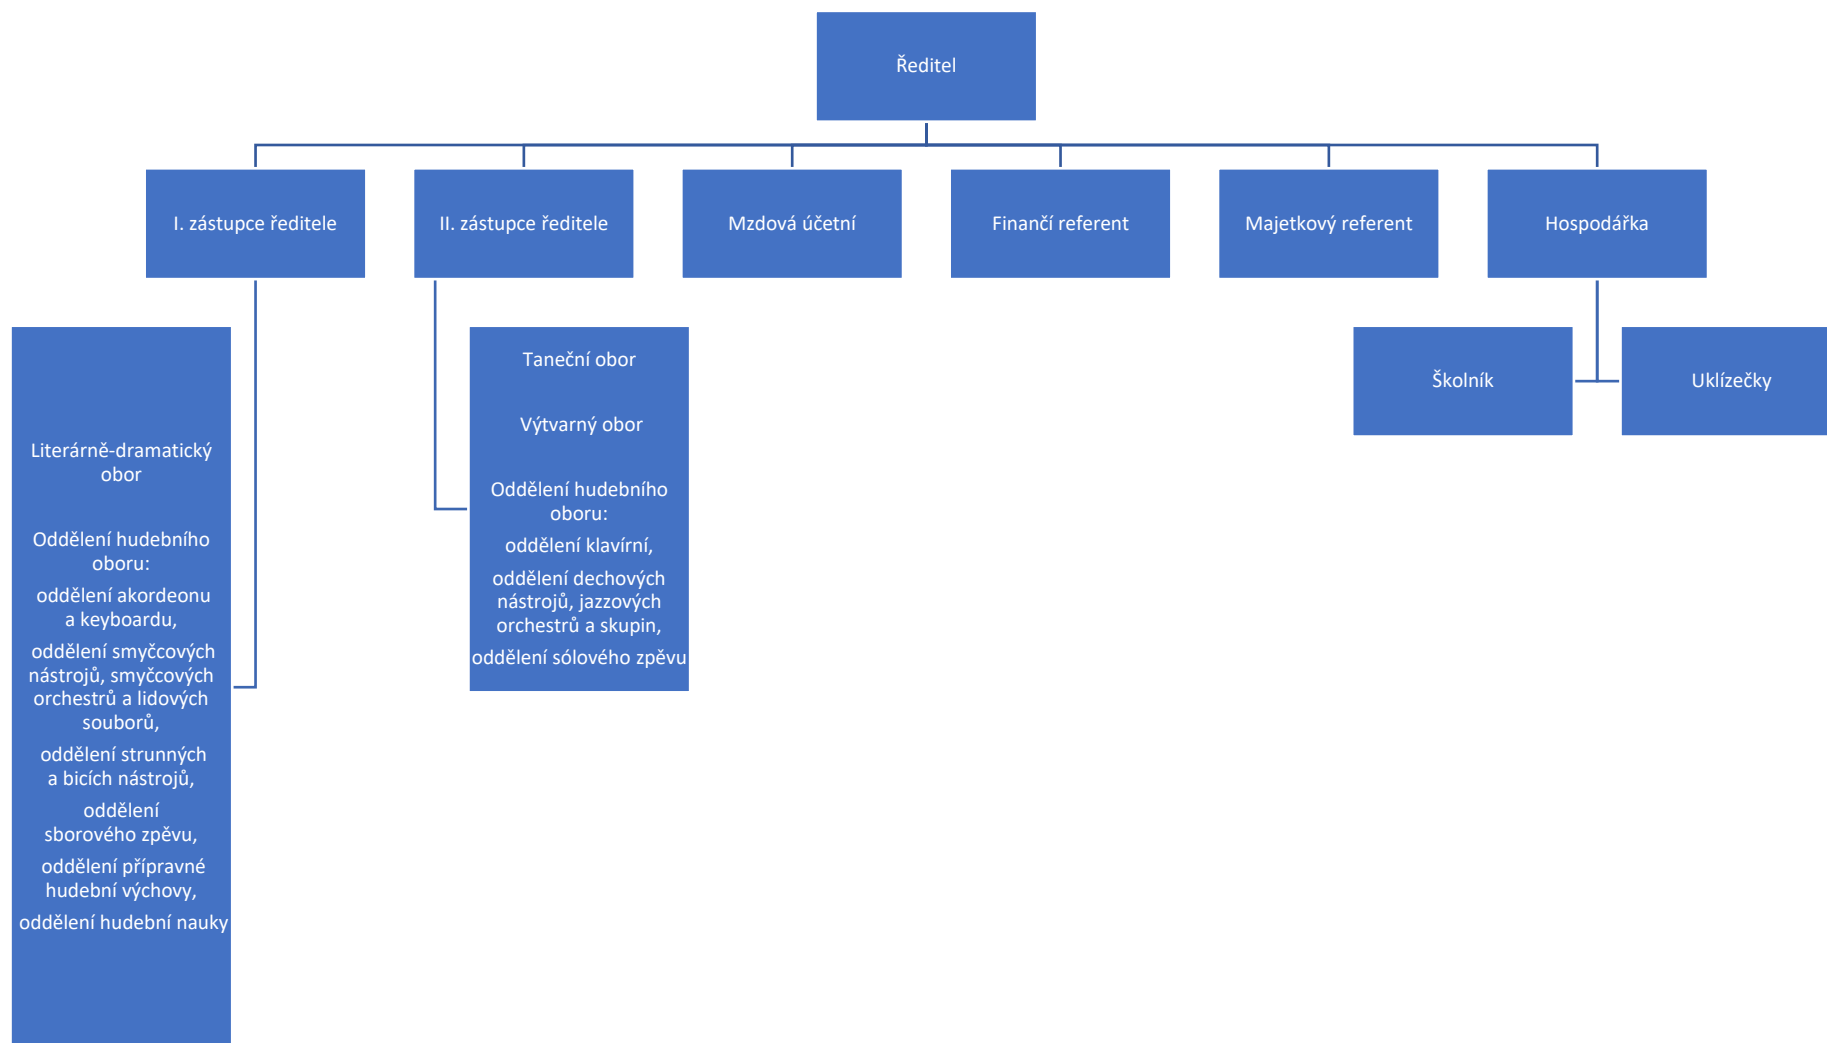 Ředitel
I. zástupce ředitele
II. zástupce ředitele
Mzdová účetní
Finančí referent
Majetkový referent
Hospodářka
Literárně-dramatický
obor
Oddělení hudebního
oboru:
oddělení akordeonu
a keyboardu,
oddělení smyčcových
nástrojů, smyčcových
orchestrů a lidových
souborů,
oddělení strunných
a bicích nástrojů,
oddělení
sborového zpěvu,
oddělení přípravné
hudební výchovy,
oddělení hudební nauky
Taneční obor
Výtvarný obor
Oddělení hudebního
oboru:
oddělení klavírní,
oddělení dechových
nástrojů, jazzových
orchestrů a skupin,
oddělení sólového zpěvu
Školník
Uklízečky